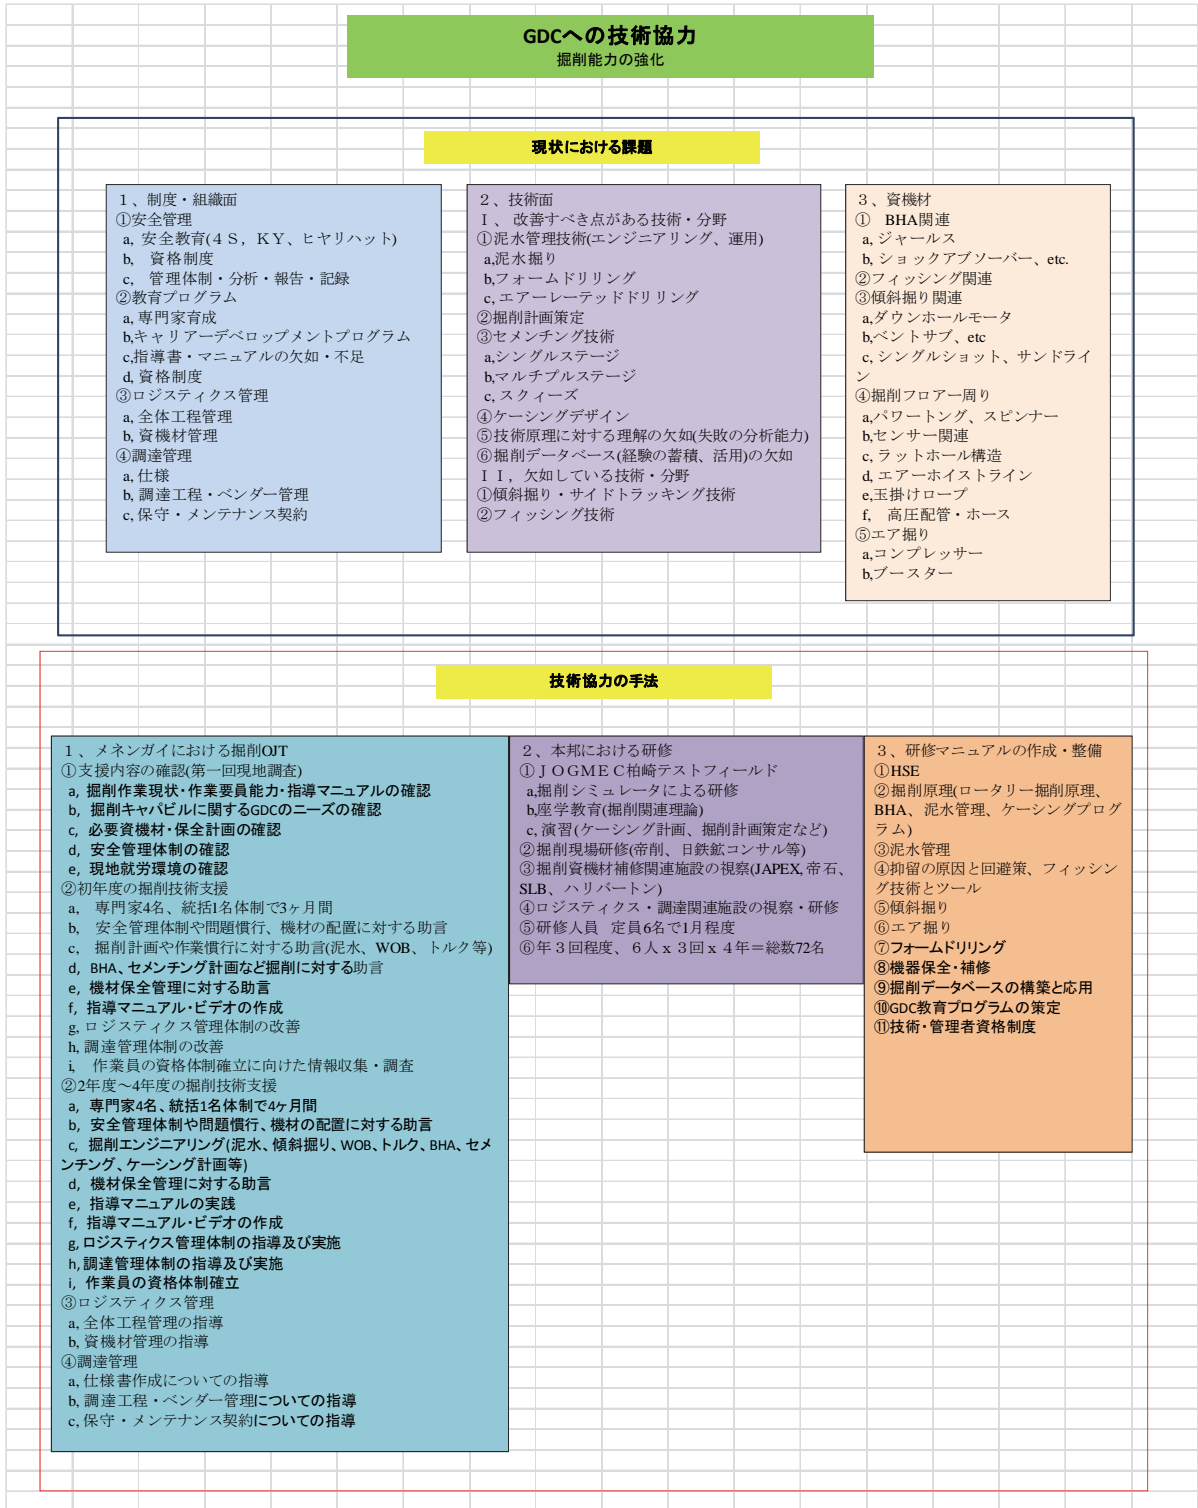 GDCへの技術協力
掘削能力の強化
現状における課題
１、制度・組織面
①安全管理
a, 安全教育(４Ｓ，ＫＹ、ヒヤリハット)
b, 資格制度
c, 管理体制・分析・報告・記録
②教育プログラム
a, 専門家育成
b,キャリアーデベロップメントプログラム
c,指導書・マニュアルの欠如・不足
d, 資格制度
③ロジスティクス管理
a, 全体工程管理
b, 資機材管理
④調達管理
a, 仕様
b, 調達工程・ベンダー管理
c, 保守・メンテナンス契約
２、技術面
Ｉ、改善すべき点がある技術・分野
①泥水管理技術(エンジニアリング、運用)
a,泥水掘り
b,フォームドリリング
c, エアーレーテッドドリリング
②掘削計画策定
③セメンチング技術
a,シングルステージ
b,マルチプルステージ
c, スクィーズ
④ケーシングデザイン
⑤技術原理に対する理解の欠如(失敗の分析能力)
⑥掘削データベース(経験の蓄積、活用)の欠如
ＩＩ，欠如している技術・分野
①傾斜掘り・サイドトラッキング技術
②フィッシング技術
３、資機材
① BHA関連
a, ジャールス
b, ショックアブソーバー、etc.
②フィッシング関連
③傾斜掘り関連
a,ダウンホールモータ
b,ベントサブ、etc
c, シングルショット、サンドライ
ン
④掘削フロアー周り
a,パワートング、スピンナー
b,センサー関連
c, ラットホール構造
d, エアーホイストライン
e,玉掛けロープ
f, 高圧配管・ホース
⑤エア掘り
a,コンプレッサー
b,ブースター
技術協力の手法
１、メネンガイにおける掘削OJT
①支援内容の確認(第一回現地調査)
a, 掘削作業現状・作業要員能力・指導マニュアルの確認
b, 掘削キャパビルに関するGDCのニーズの確認
c, 必要資機材・保全計画の確認
d, 安全管理体制の確認
e, 現地就労環境の確認
②初年度の掘削技術支援
a, 専門家4名、統括1名体制で3ヶ月間
b, 安全管理体制や問題慣行、機材の配置に対する助言
c, 掘削計画や作業慣行に対する助言(泥水、WOB、トルク等)
d, BHA、セメンチング計画など掘削に対する助言
e, 機材保全管理に対する助言
f, 指導マニュアル・ビデオの作成
g, ロジスティクス管理体制の改善
h, 調達管理体制の改善
i, 作業員の資格体制確立に向けた情報収集・調査
②2年度～4年度の掘削技術支援
a, 専門家4名、統括1名体制で4ヶ月間
b, 安全管理体制や問題慣行、機材の配置に対する助言
c, 掘削エンジニアリング(泥水、傾斜掘り、WOB、トルク、BHA、セメ
ンチング、ケーシング計画等)
d, 機材保全管理に対する助言
e, 指導マニュアルの実践
f, 指導マニュアル・ビデオの作成
g, ロジスティクス管理体制の指導及び実施
h, 調達管理体制の指導及び実施
i, 作業員の資格体制確立
③ロジスティクス管理
a, 全体工程管理の指導
b, 資機材管理の指導
④調達管理
a, 仕様書作成についての指導
b, 調達工程・ベンダー管理についての指導
c, 保守・メンテナンス契約についての指導
２、本邦における研修
①ＪＯＧＭＥＣ柏崎テストフィールド
a,掘削シミュレータによる研修
b,座学教育(掘削関連理論)
c, 演習(ケーシング計画、掘削計画策定など)
②掘削現場研修(帝削、日鉄鉱コンサル等)
③掘削資機材補修関連施設の視察(JAPEX, 帝石、
SLB、ハリバートン)
④ロジスティクス・調達関連施設の視察・研修
⑤研修人員 定員6名で1月程度
⑥年３回程度、６人ｘ３回ｘ４年＝総数72名
３、研修マニュアルの作成・整備
①HSE
②掘削原理(ロータリー掘削原理、
BHA、泥水管理、ケーシングプログ
ラム)
③泥水管理
④抑留の原因と回避策、フィッシン
グ技術とツール
⑤傾斜掘り
⑥エア掘り
⑦フォームドリリング
⑧機器保全・補修
⑨掘削データベースの構築と応用
⑩GDC教育プログラムの策定
⑪技術・管理者資格制度